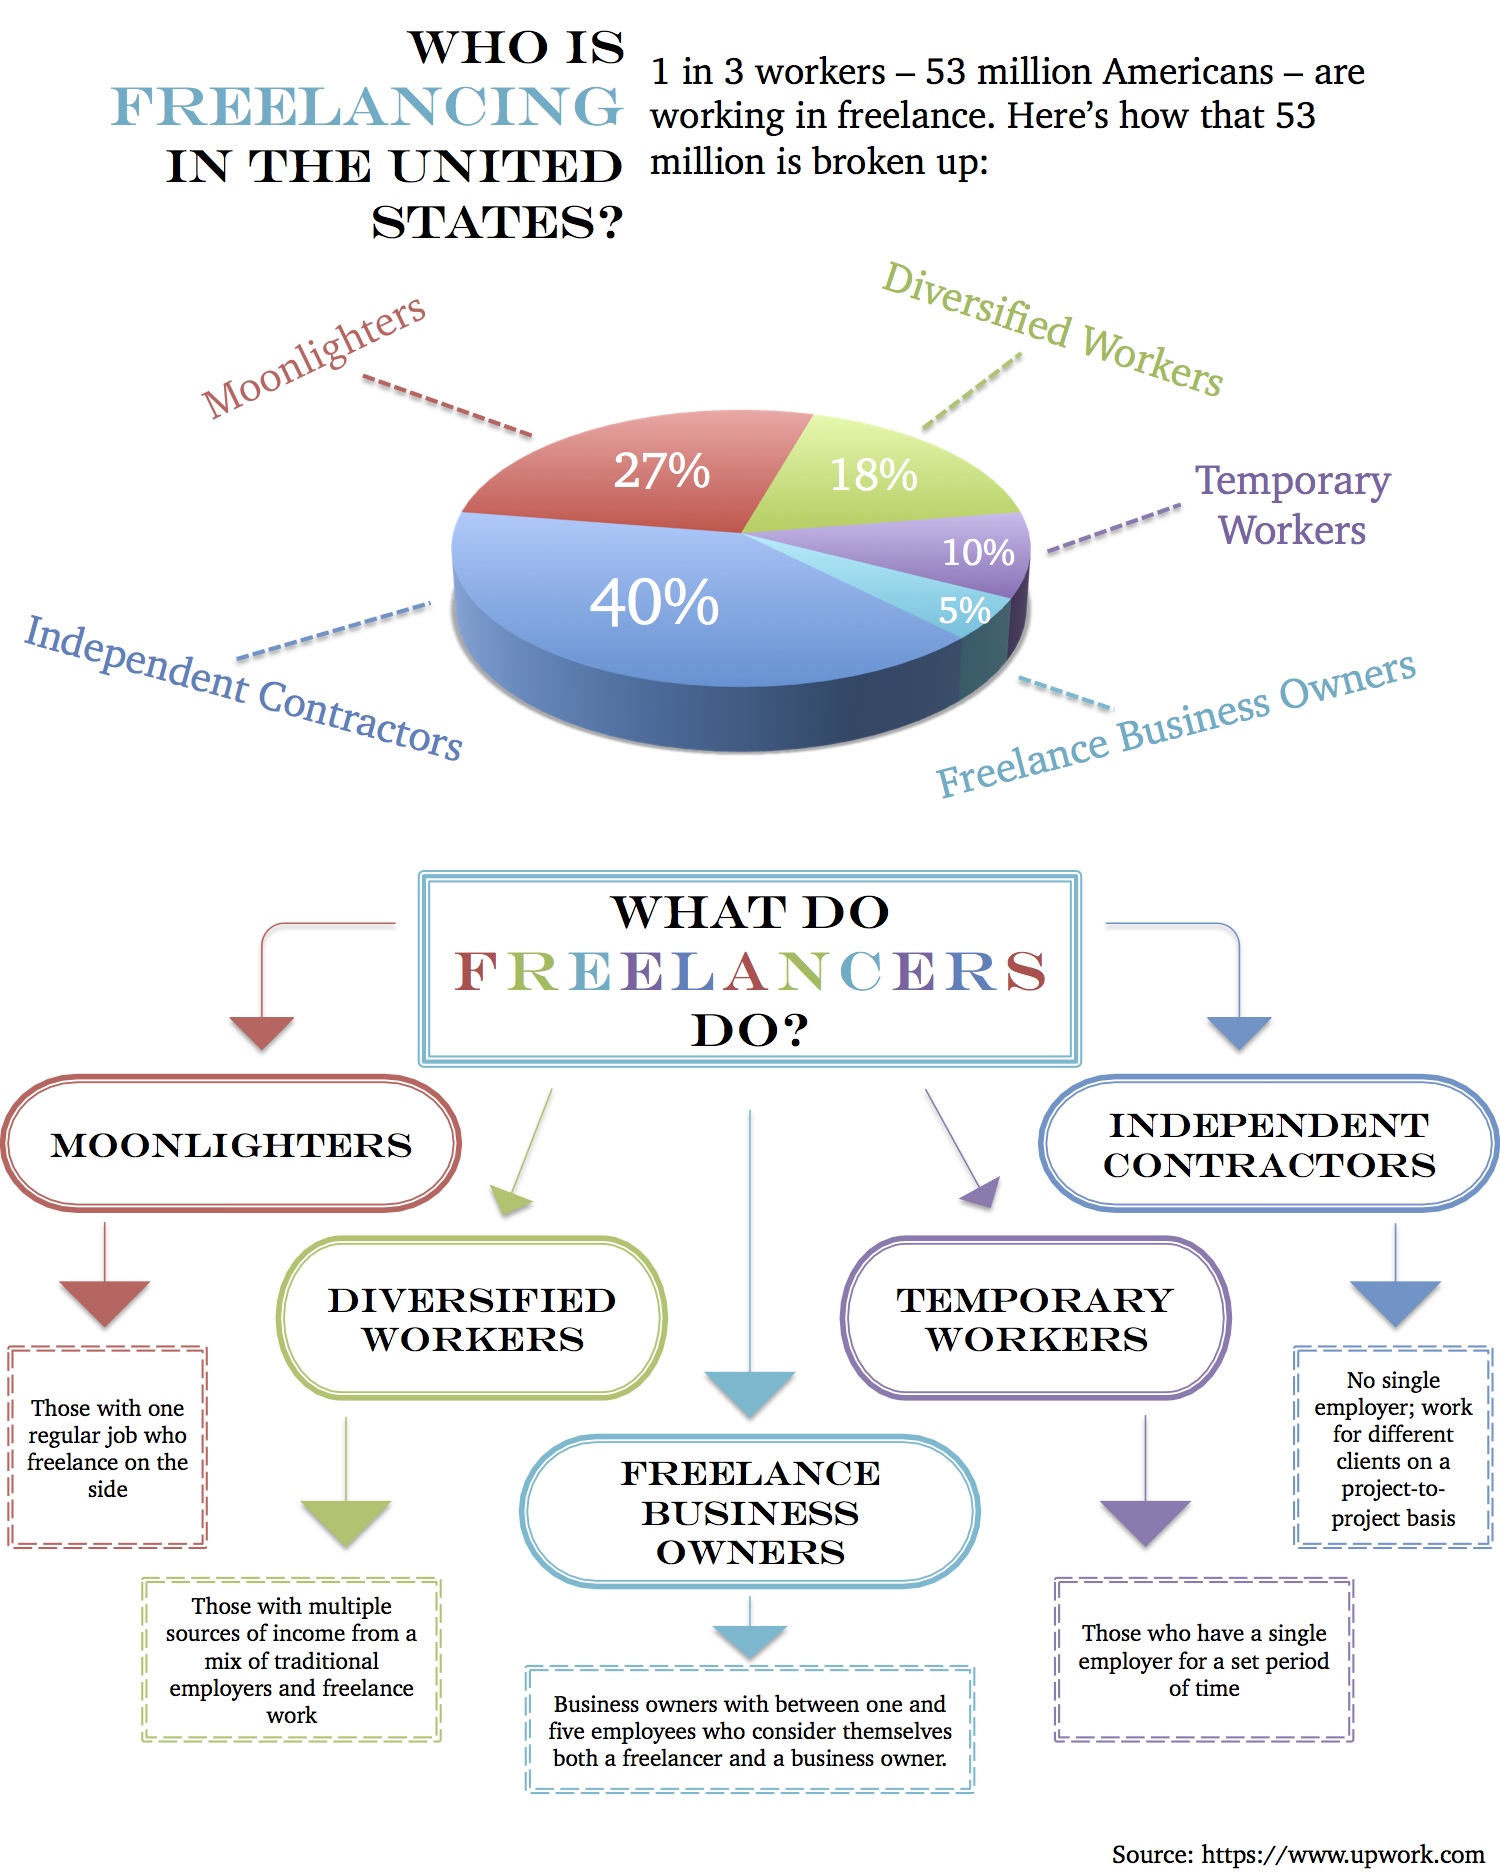 WHO IS
FREELANCING
IN THE UNITED
STATES?
1 in 3 workers – 53 million Americans – are
working in freelance. Here's how that 53
million is broken up:
Moonlighters
Diversified Workers
Temporary
Workers
Independent Contractors
Freelance Business Owners
27%
18%
10%
5%
40%
WHAT DO
FREELANCERS
DO?
MOONLIGHTERS
INDEPENDENT
CONTRACTORS
DIVERSIFIED
WORKERS
TEMPORARY
WORKERS
FREELANCE
BUSINESS
OWNERS
Those with one
regular job who
freelance on the
side
No single
employer; work
for different
clients on a
project-to-
project basis
Those with multiple
sources of income from a
mix of traditional
employers and freelance
work
Those who have a single
employer for a set period
of time
Business owners with between one and
five employees who consider themselves
both a freelancer and a business owner.
Source: https://www.upwork.com